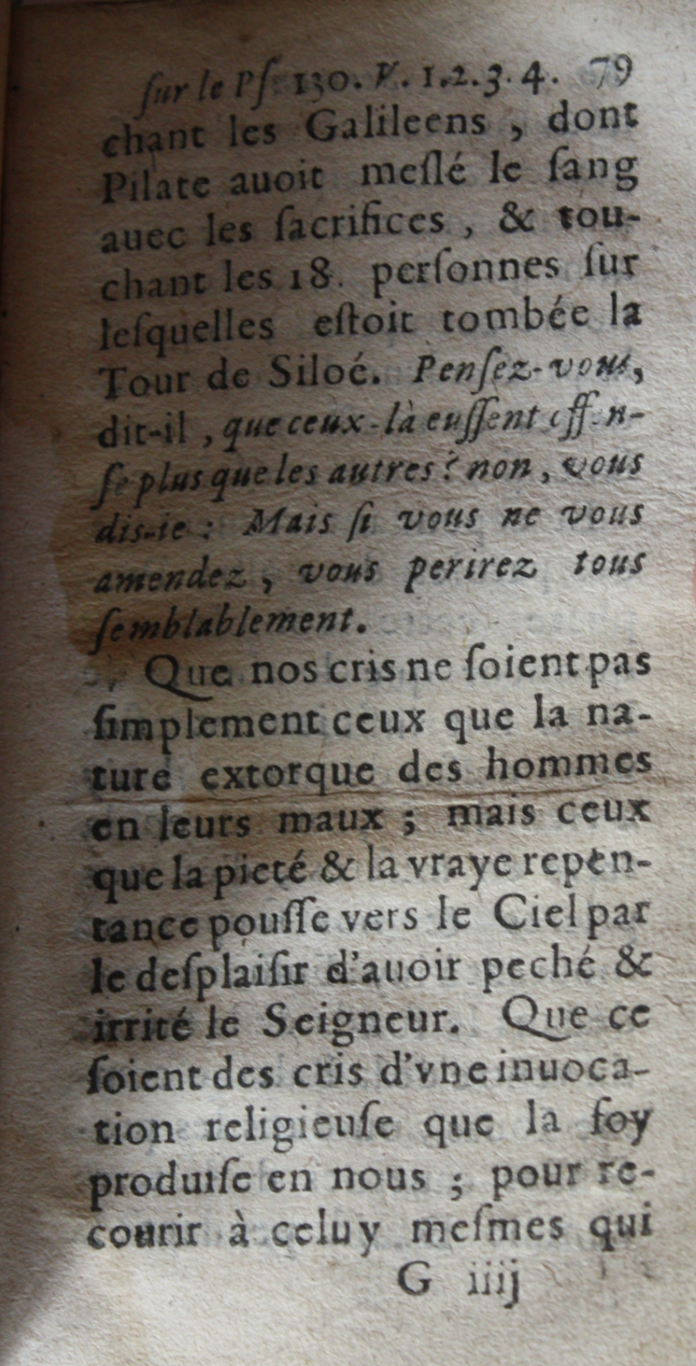 ſur le Pſ. 130. V. 1.2.3.4. 79
chant les Galileens , dont
Pilate auoit meſlé le ſang
auec les ſacrifices , & tou-
chant les 18. perſonnes ſur
leſquelles eſtoit tombée la
Tour de Siloé. Penſez-vous,
dit-il , que ceux-là euſſent offen-
ſé plus que les autres ? non , vous
dis-ie : Mais ſi vous ne vous
amendez , vous perirez tous
ſemblablement.
Que nos cris ne ſoient pas
ſimplement ceux que la na-
ture extorque des hommes
en leurs maux ; mais ceux
que la pieté & la vraye repen-
tance pouſſe vers le Ciel par
le deſplaiſir d'auoir peché &
irrité le Seigneur. Que ce
ſoient des cris d'vne inuoca-
tion religieuſe que la foy
produiſe en nous ; pour re-
courir à celuy meſmes qui
G iiij